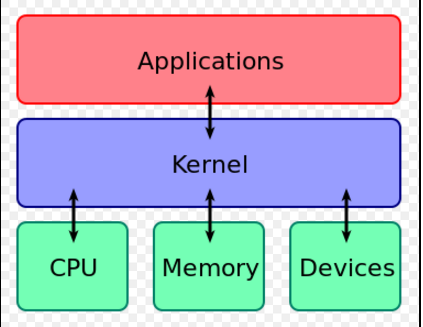 Applications
Kernel
CPU
Memory
Devices